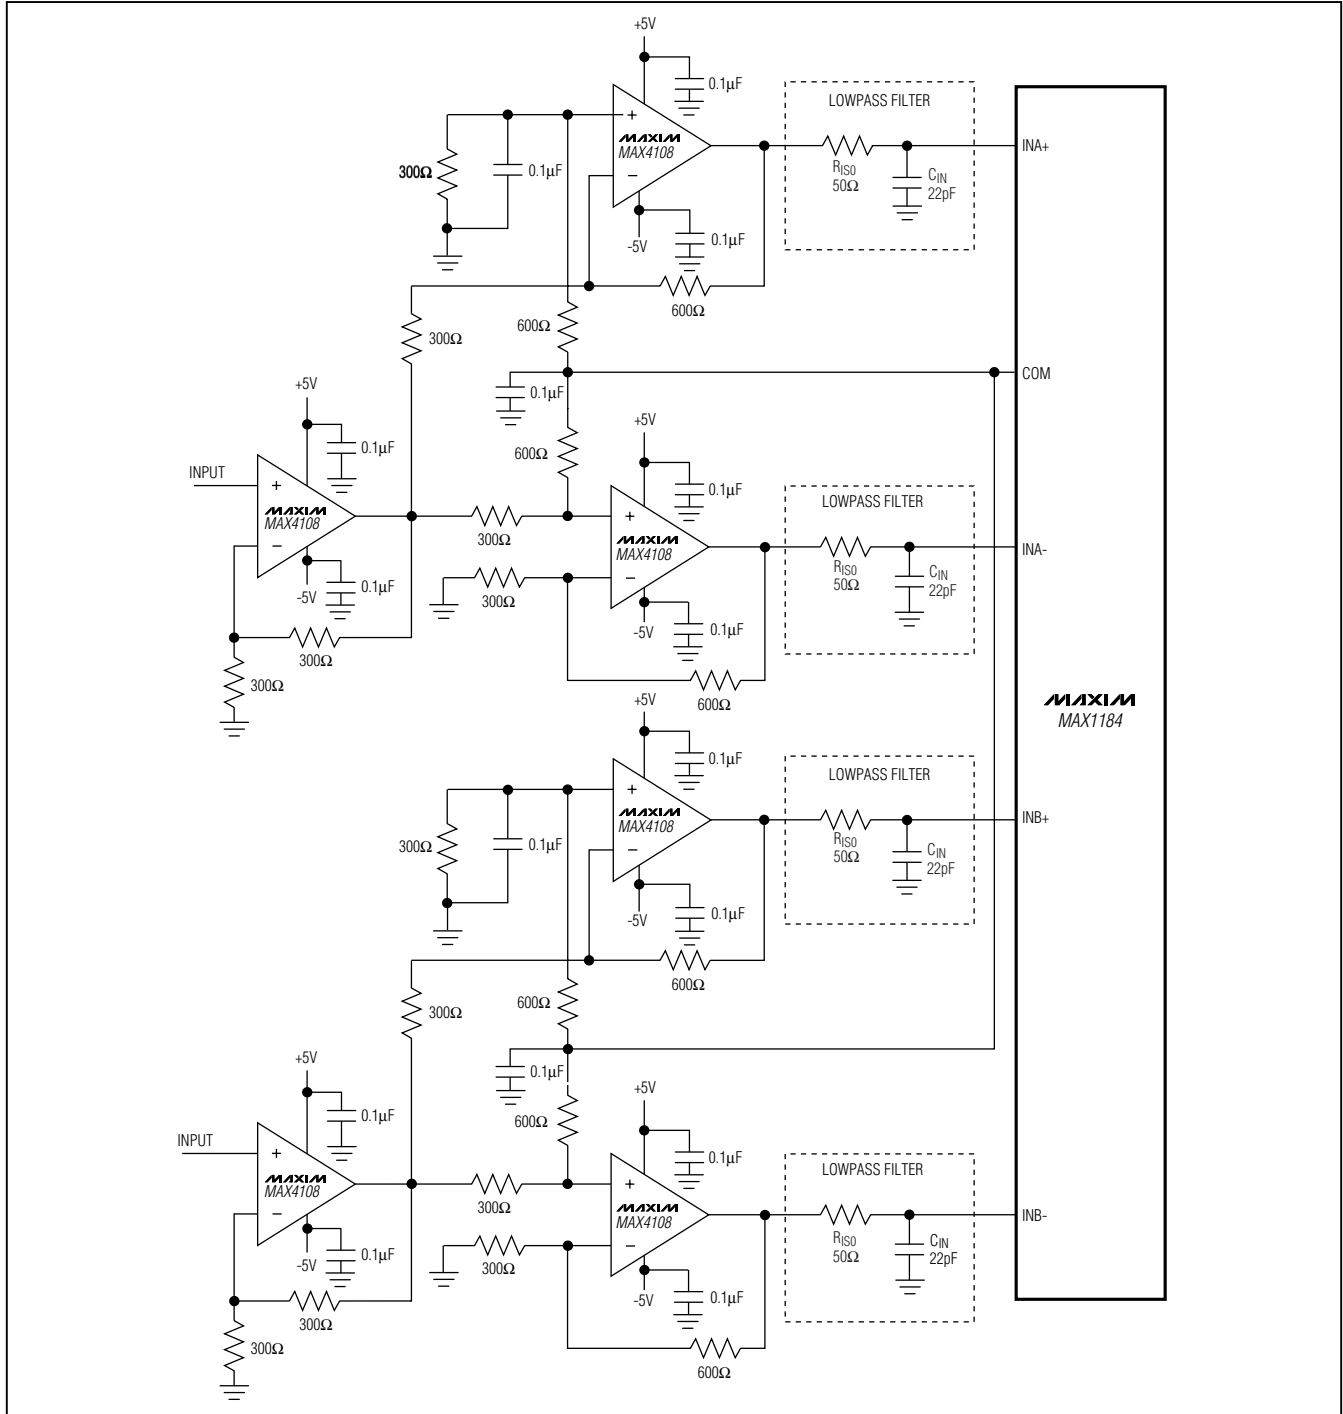 +5V
0.1µF
LOWPASS FILTER
+
MAXIM
MAX4108
INA+
300Ω
0.1µF
RISO
50Ω
CIN
22pF
−
-5V
0.1µF
600Ω
300Ω
600Ω
COM
0.1µF
+5V
0.1µF
600Ω
+5V
0.1µF
LOWPASS FILTER
INPUT
+
MAXIM
MAX4108
−
300Ω
+
MAXIM
MAX4108
−
INA-
RISO
50Ω
CIN
22pF
-5V
0.1µF
300Ω
-5V
0.1µF
300Ω
300Ω
600Ω
+5V
0.1µF
MAXIM
MAX1184
LOWPASS FILTER
+
MAXIM
MAX4108
−
INB+
300Ω
0.1µF
RISO
50Ω
CIN
22pF
-5V
0.1µF
600Ω
300Ω
600Ω
0.1µF
+5V
0.1µF
600Ω
+5V
0.1µF
LOWPASS FILTER
INPUT
+
MAXIM
MAX4108
−
300Ω
+
MAXIM
MAX4108
−
INB-
RISO
50Ω
CIN
22pF
-5V
0.1µF
300Ω
-5V
0.1µF
300Ω
300Ω
600Ω